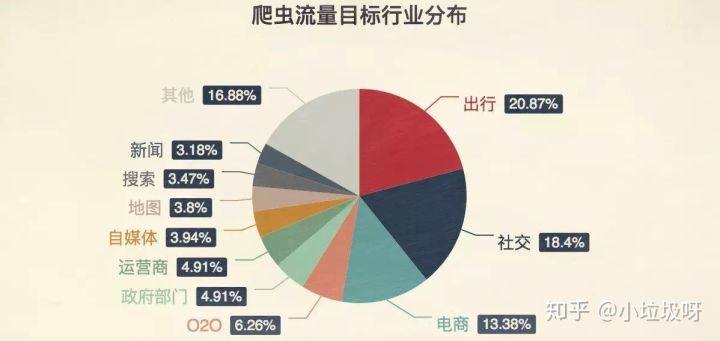 爬虫流量目标行业分布
其他 16.88%
出行 20.87%
新闻 3.18%
搜索 3.47%
地图 3.8%
自媒体 3.94%
社交 18.4%
运营商 4.91%
政府部门 4.91%
O2O 6.26%
电商 13.38%
知乎 @小垃圾呀